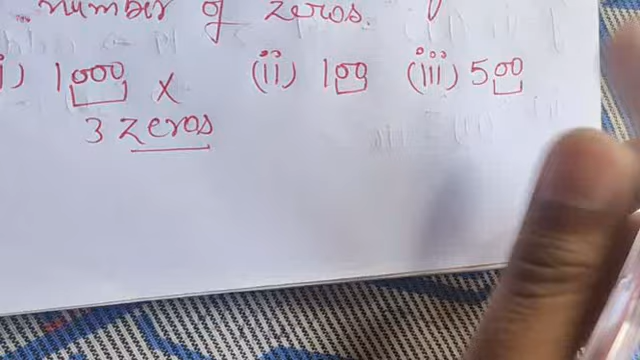 number of zeros.
i) 1000 X (ii) 100 (iii) 500
3 zeros